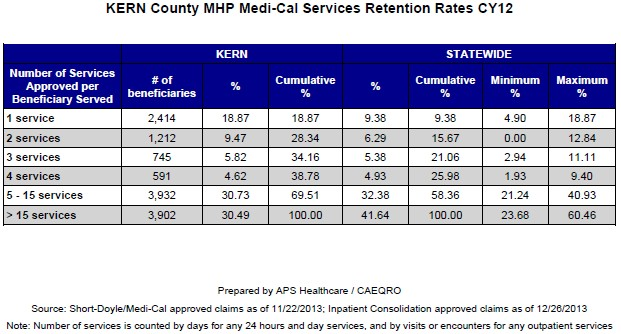 KERN County MHP Medi-Cal Services Retention Rates CY12
KERN STATEWIDE
Number of Services Approved per Beneficiary Served # of beneficiaries % Cumulative % % Cumulative % Minimum % Maximum %
1 service 2,414 18.87 18.87 9.38 9.38 4.90 18.87
2 services 1,212 9.47 28.34 6.29 15.67 0.00 12.84
3 services 745 5.82 34.16 5.38 21.06 2.94 11.11
4 services 591 4.62 38.78 4.93 25.98 1.93 9.40
5 - 15 services 3,932 30.73 69.51 32.38 58.36 21.24 40.93
> 15 services 3,902 30.49 100.00 41.64 100.00 23.68 60.46
Prepared by APS Healthcare / CAEQRO
Source: Short-Doyle/Medi-Cal approved claims as of 11/22/2013; Inpatient Consolidation approved claims as of 12/26/2013
Note: Number of services is counted by days for any 24 hours and day services, and by visits or encounters for any outpatient services